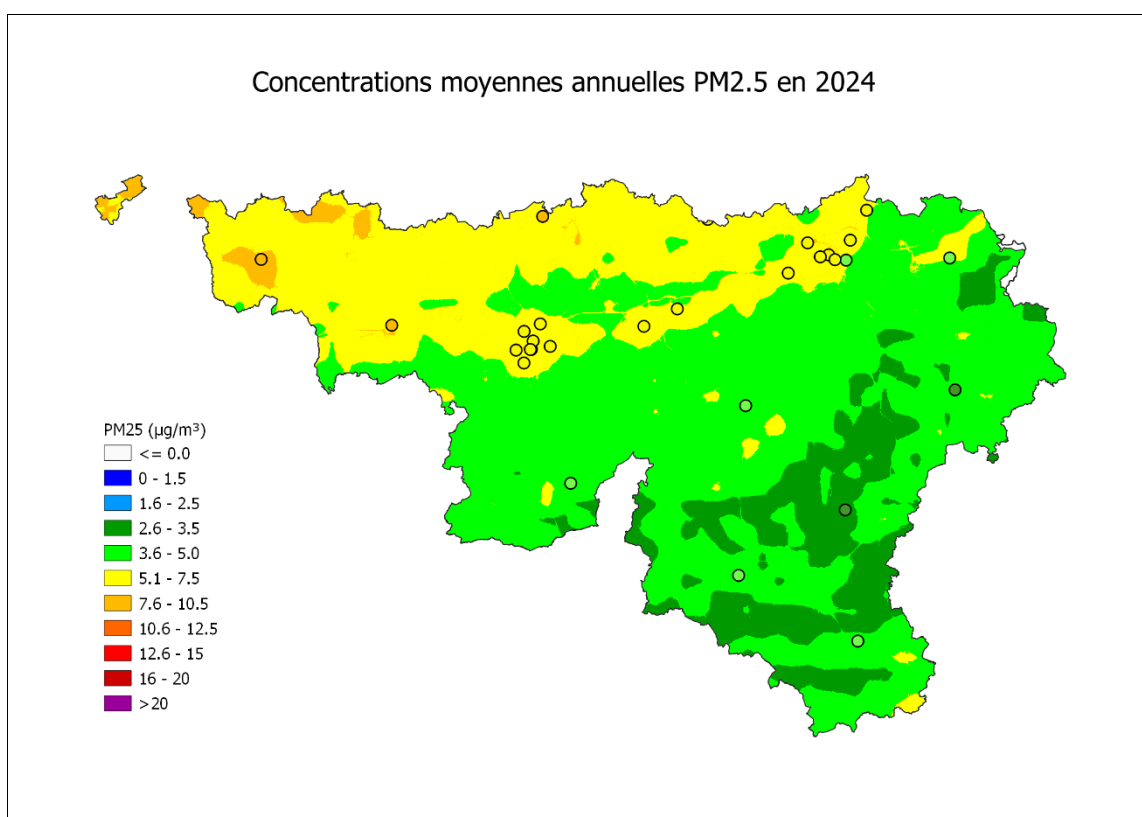 Concentrations moyennes annuelles PM2.5 en 2024
PM25 (µg/m³)
<= 0.0
0 - 1.5
1.6 - 2.5
2.6 - 3.5
3.6 - 5.0
5.1 - 7.5
7.6 - 10.5
10.6 - 12.5
12.6 - 15
16 - 20
>20